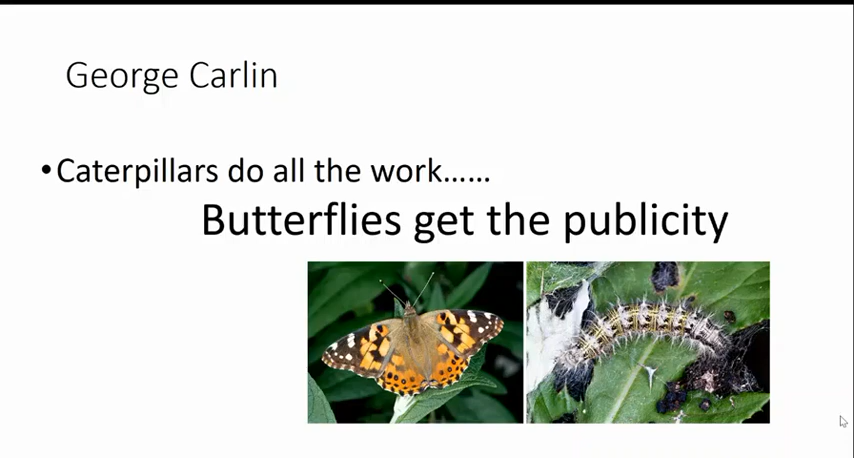 George Carlin
•Caterpillars do all the work……
Butterflies get the publicity